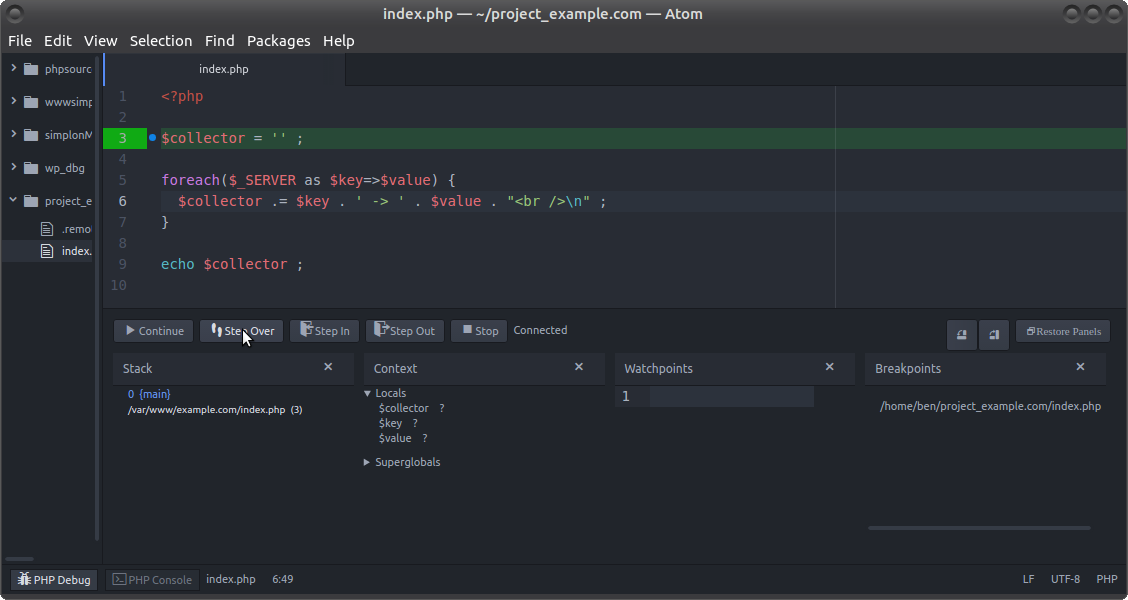 index.php — ~/project_example.com — Atom
File Edit View Selection Find Packages Help
phpsourc
wwwsimp
simplonM
wp_dbg
project_e
.remo
index.
index.php
1 <?php
2
3 $collector = '' ;
4
5 foreach($_SERVER as $key=>$value) {
6 $collector .= $key . ' -> ' . $value . "<br />\n" ;
7 }
8
9 echo $collector ;
10
Continue Step Over Step In Step Out Stop Connected Restore Panels
Stack
0 {main}
/var/www/example.com/index.php (3)
Context
Locals
$collector ?
$key ?
$value ?
Superglobals
Watchpoints
1
Breakpoints
/home/ben/project_example.com/index.php
PHP Debug PHP Console index.php 6:49 LF UTF-8 PHP